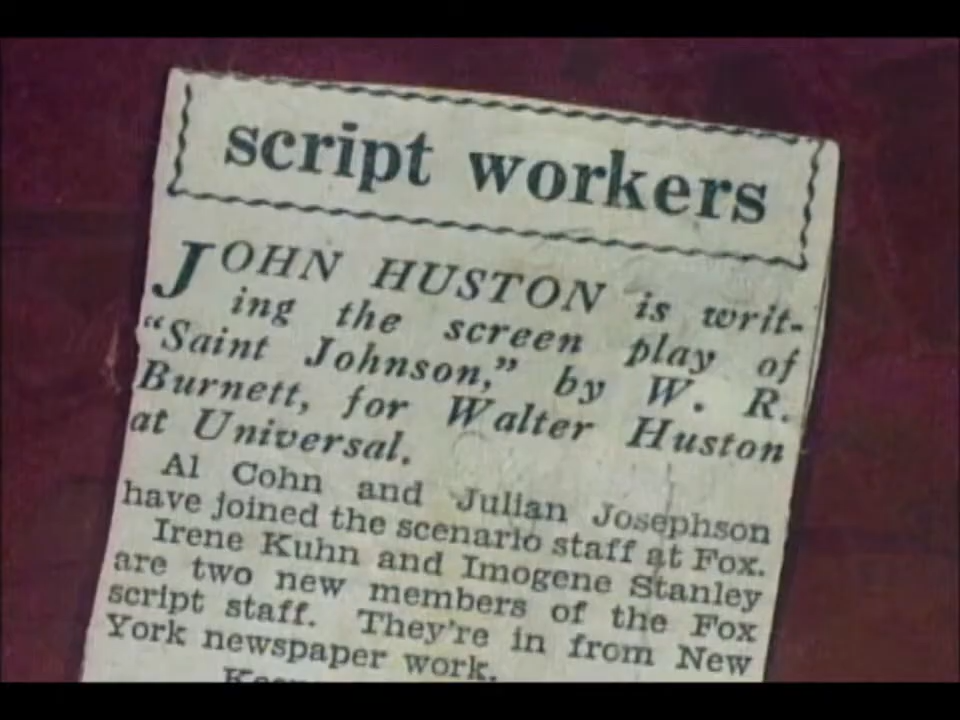 script workers
JOHN HUSTON is writ-
ing the screen play of
"Saint Johnson," by W. R.
Burnett, for Walter Huston
at Universal.
Al Cohn and Julian Josephson
have joined the scenario staff at Fox.
Irene Kuhn and Imogene Stanley
are two new members of the Fox
script staff. They're in from New
York newspaper work.